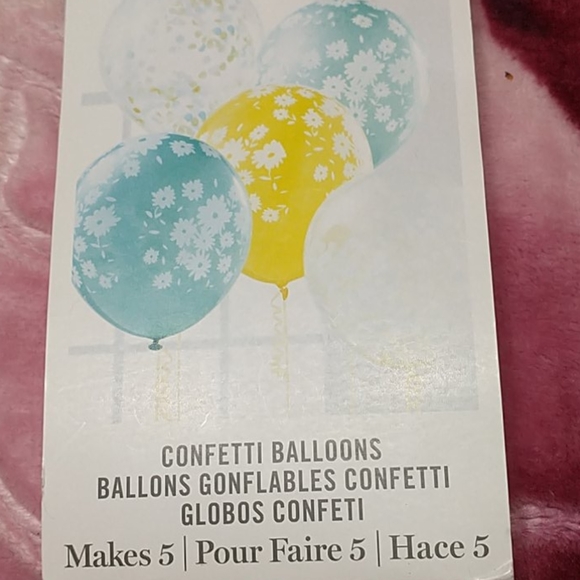 CONFETTI BALLOONS
BALLONS GONFLABLES CONFETTI
GLOBOS CONFETI
Makes 5 | Pour Faire 5 | Hace 5